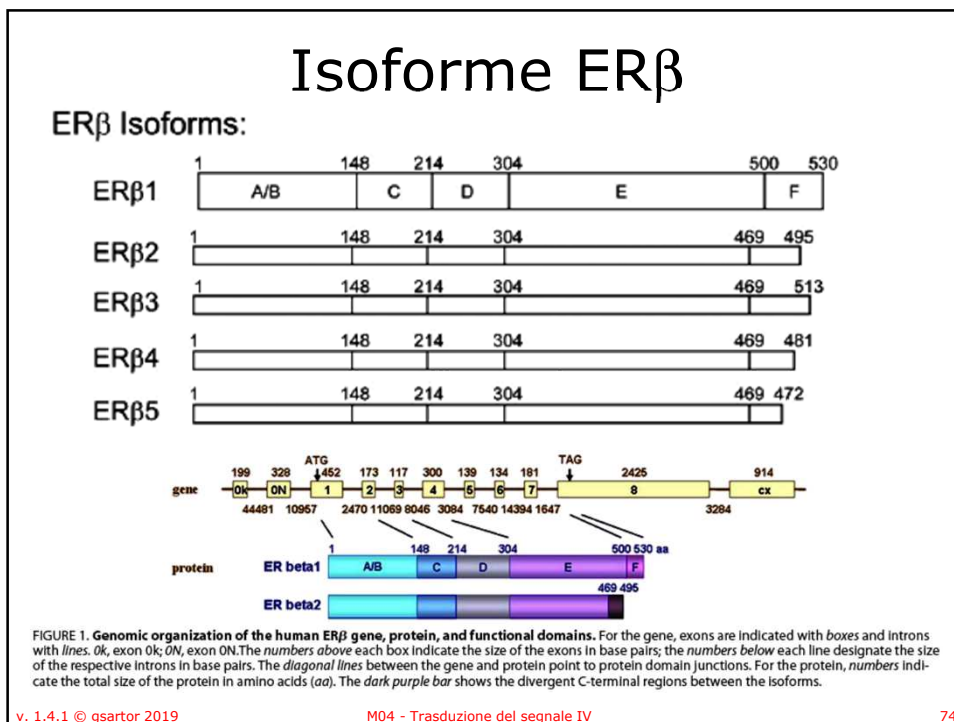 Isoforme ERβ
ERβ Isoforms:
1 148 214 304 500 530
ERβ1 A/B C D E F
1 148 214 304 469 495
ERβ2
1 148 214 304 469 513
ERβ3
1 148 214 304 469 481
ERβ4
1 148 214 304 469 472
ERβ5
ATG TAG
199 328 452 173 117 300 139 134 181 2425 914
gene 0k 0N 1 2 3 4 5 6 7 8 cx
44481 10957 2470 11069 8046 3084 7540 14394 1647 3284
1 148 214 304 500 530 aa
protein ER beta1 A/B C D E F
469 495
ER beta2
FIGURE 1. Genomic organization of the human ERβ gene, protein, and functional domains. For the gene, exons are indicated with boxes and introns
with lines. 0k, exon 0k; 0N, exon 0N.The numbers above each box indicate the size of the exons in base pairs; the numbers below each line designate the size
of the respective introns in base pairs. The diagonal lines between the gene and protein point to protein domain junctions. For the protein, numbers indi-
cate the total size of the protein in amino acids (aa). The dark purple bar shows the divergent C-terminal regions between the isoforms.
v. 1.4.1 © gsartor 2019 M04 - Trasduzione del segnale IV 74